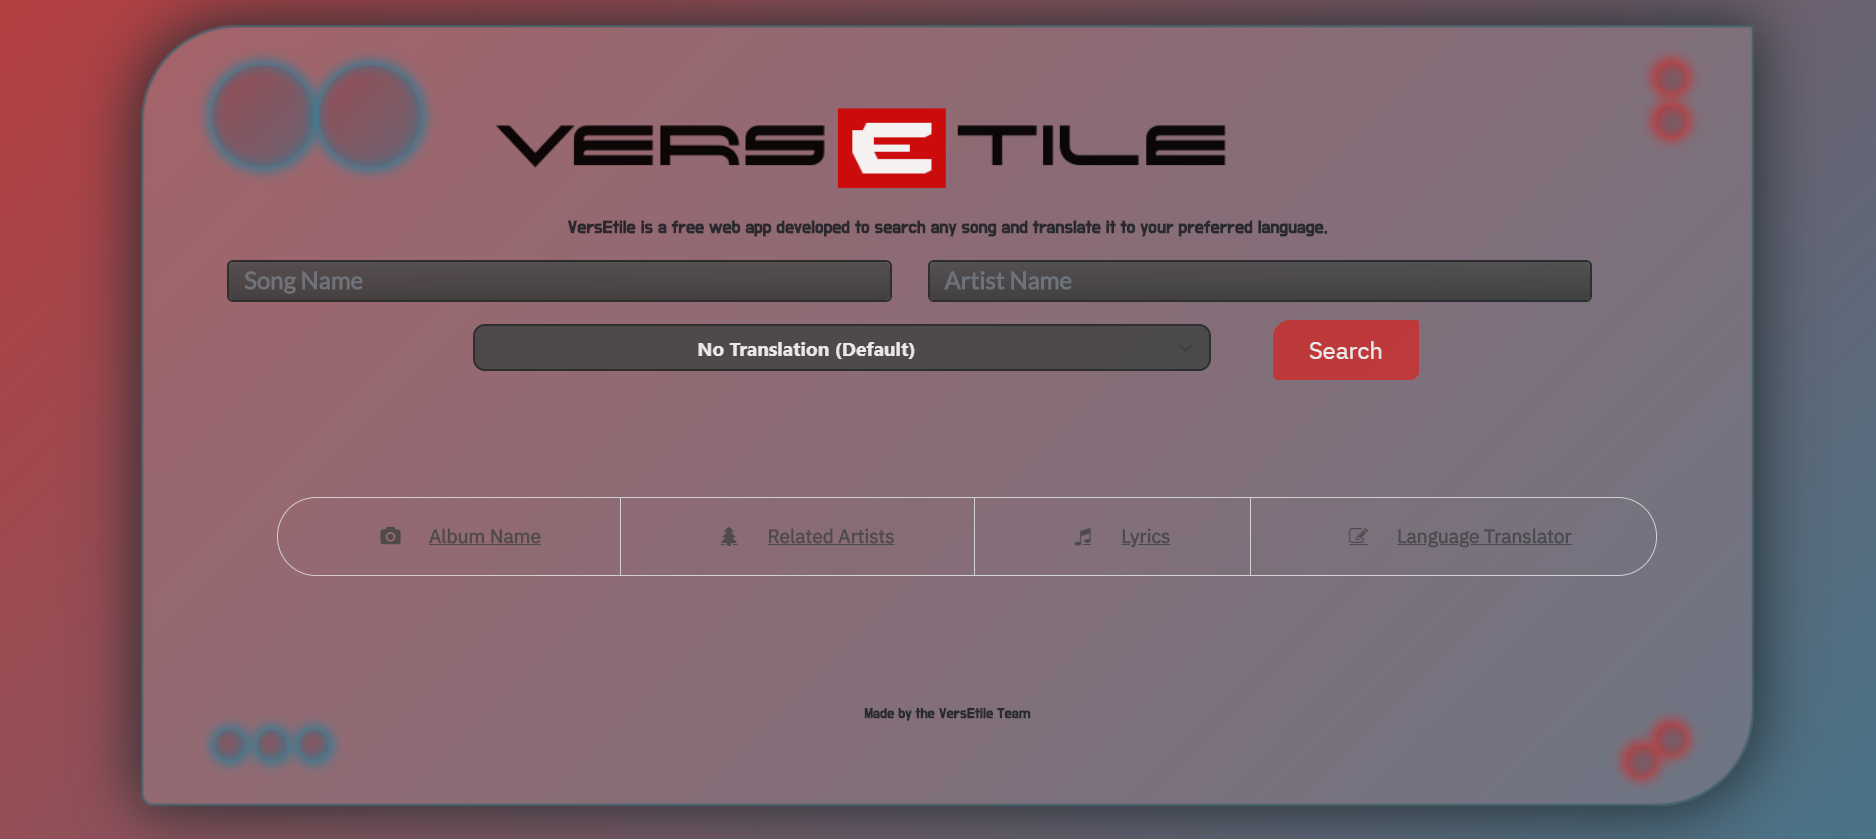 VERSETILE
VersEtile is a free web app developed to search any song and translate it to your preferred language.
Song Name Artist Name
No Translation (Default) Search
Album Name Related Artists Lyrics Language Translator
Made by the VersEtile Team